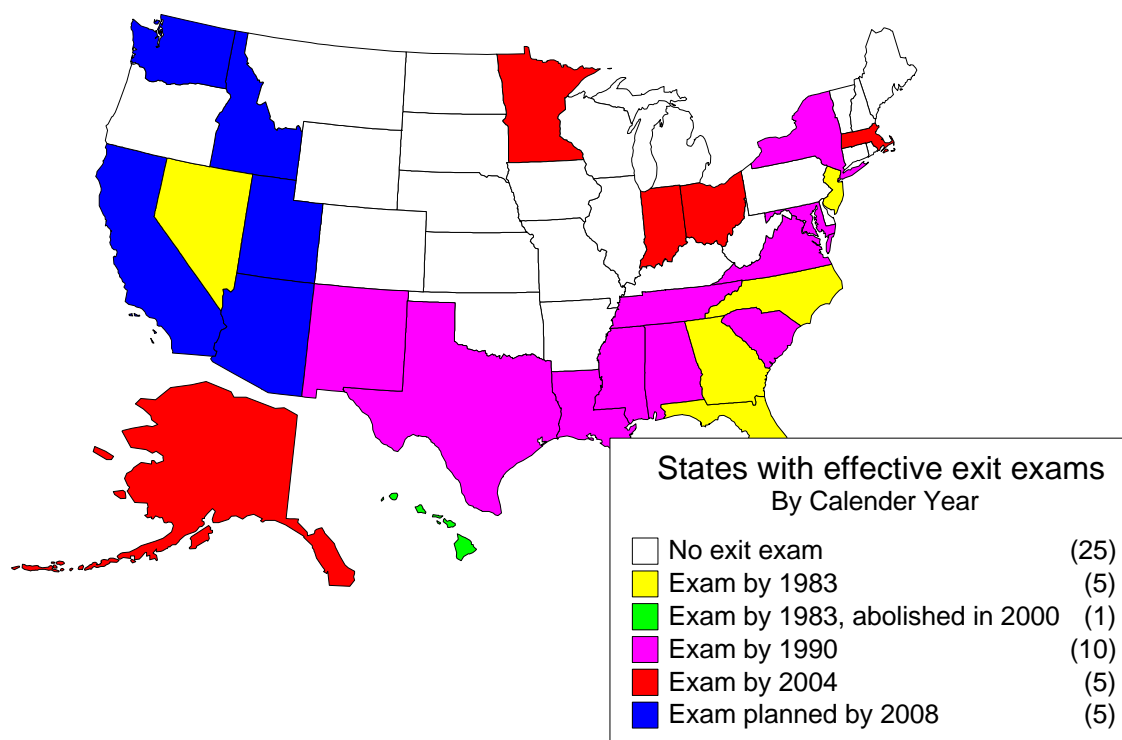 States with effective exit exams
By Calender Year
No exit exam (25)
Exam by 1983 (5)
Exam by 1983, abolished in 2000 (1)
Exam by 1990 (10)
Exam by 2004 (5)
Exam planned by 2008 (5)